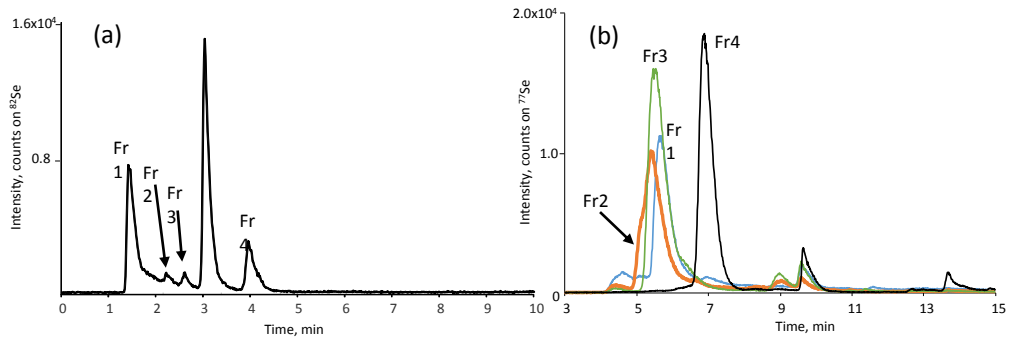 (a)
1.6x10⁴
0.8
0
Intensity, counts on ⁸²Se
Fr
1
Fr
2
Fr
3
Fr
4
0 1 2 3 4 5 6 7 8 9 10
Time, min
(b)
2.0x10⁴
1.0
0
Intensity, counts on ⁷⁷Se
Fr3
Fr4
Fr
1
Fr2
3 5 7 9 11 13 15
Time, min